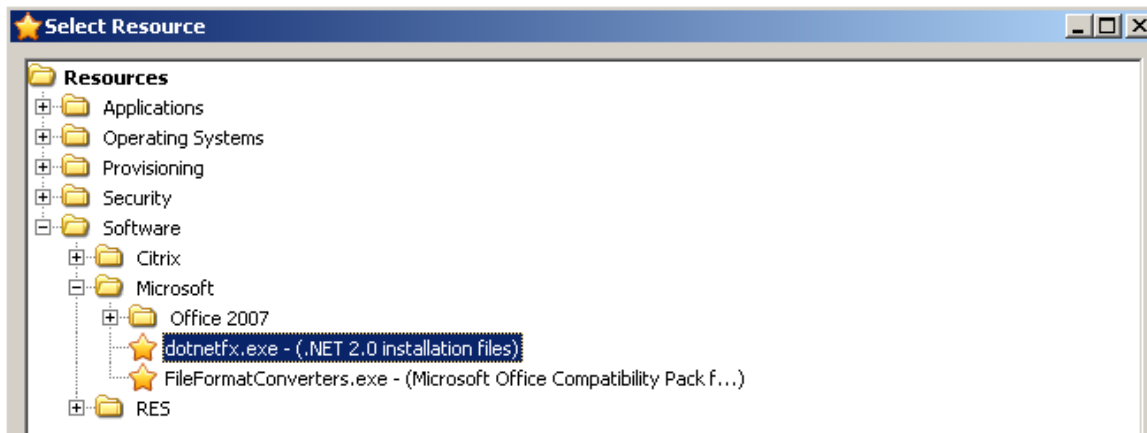 Select Resource
Resources
Applications
Operating Systems
Provisioning
Security
Software
Citrix
Microsoft
Office 2007
dotnetfx.exe - (.NET 2.0 installation files)
FileFormatConverters.exe - (Microsoft Office Compatibility Pack f...)
RES